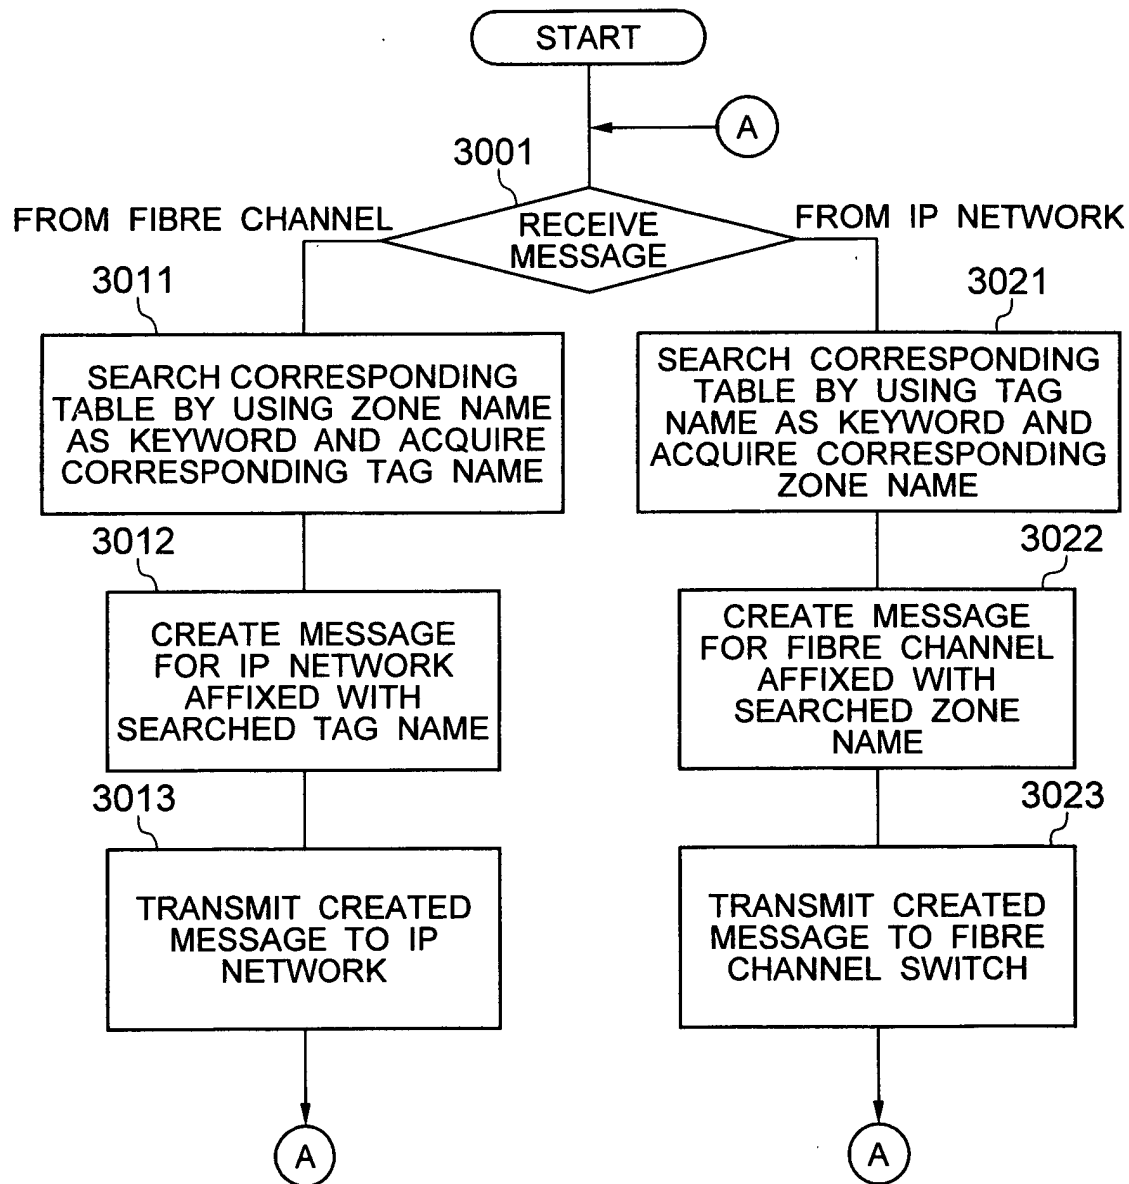 START
A
3001
FROM FIBRE CHANNEL
RECEIVE
MESSAGE
FROM IP NETWORK
3011
SEARCH CORRESPONDING
TABLE BY USING ZONE NAME
AS KEYWORD AND ACQUIRE
CORRESPONDING TAG NAME
3021
SEARCH CORRESPONDING
TABLE BY USING TAG
NAME AS KEYWORD AND
ACQUIRE CORRESPONDING
ZONE NAME
3012
CREATE MESSAGE
FOR IP NETWORK
AFFIXED WITH
SEARCHED TAG NAME
3022
CREATE MESSAGE
FOR FIBRE CHANNEL
AFFIXED WITH
SEARCHED ZONE
NAME
3013
TRANSMIT CREATED
MESSAGE TO IP
NETWORK
3023
TRANSMIT CREATED
MESSAGE TO FIBRE
CHANNEL SWITCH
A
A